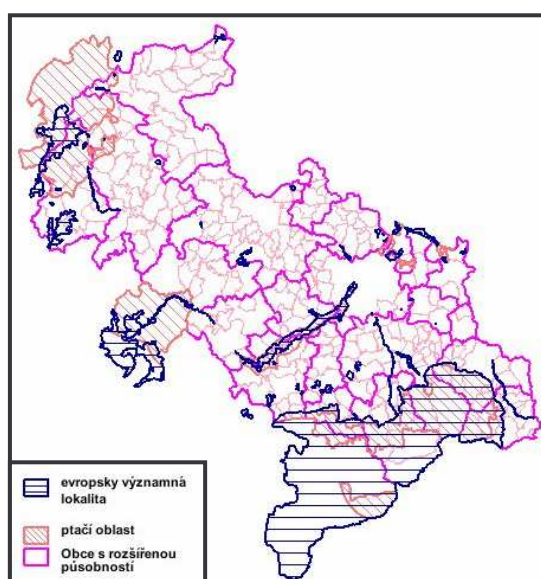 evropsky významná
lokalita
ptačí oblast
Obce s rozšířenou
působností